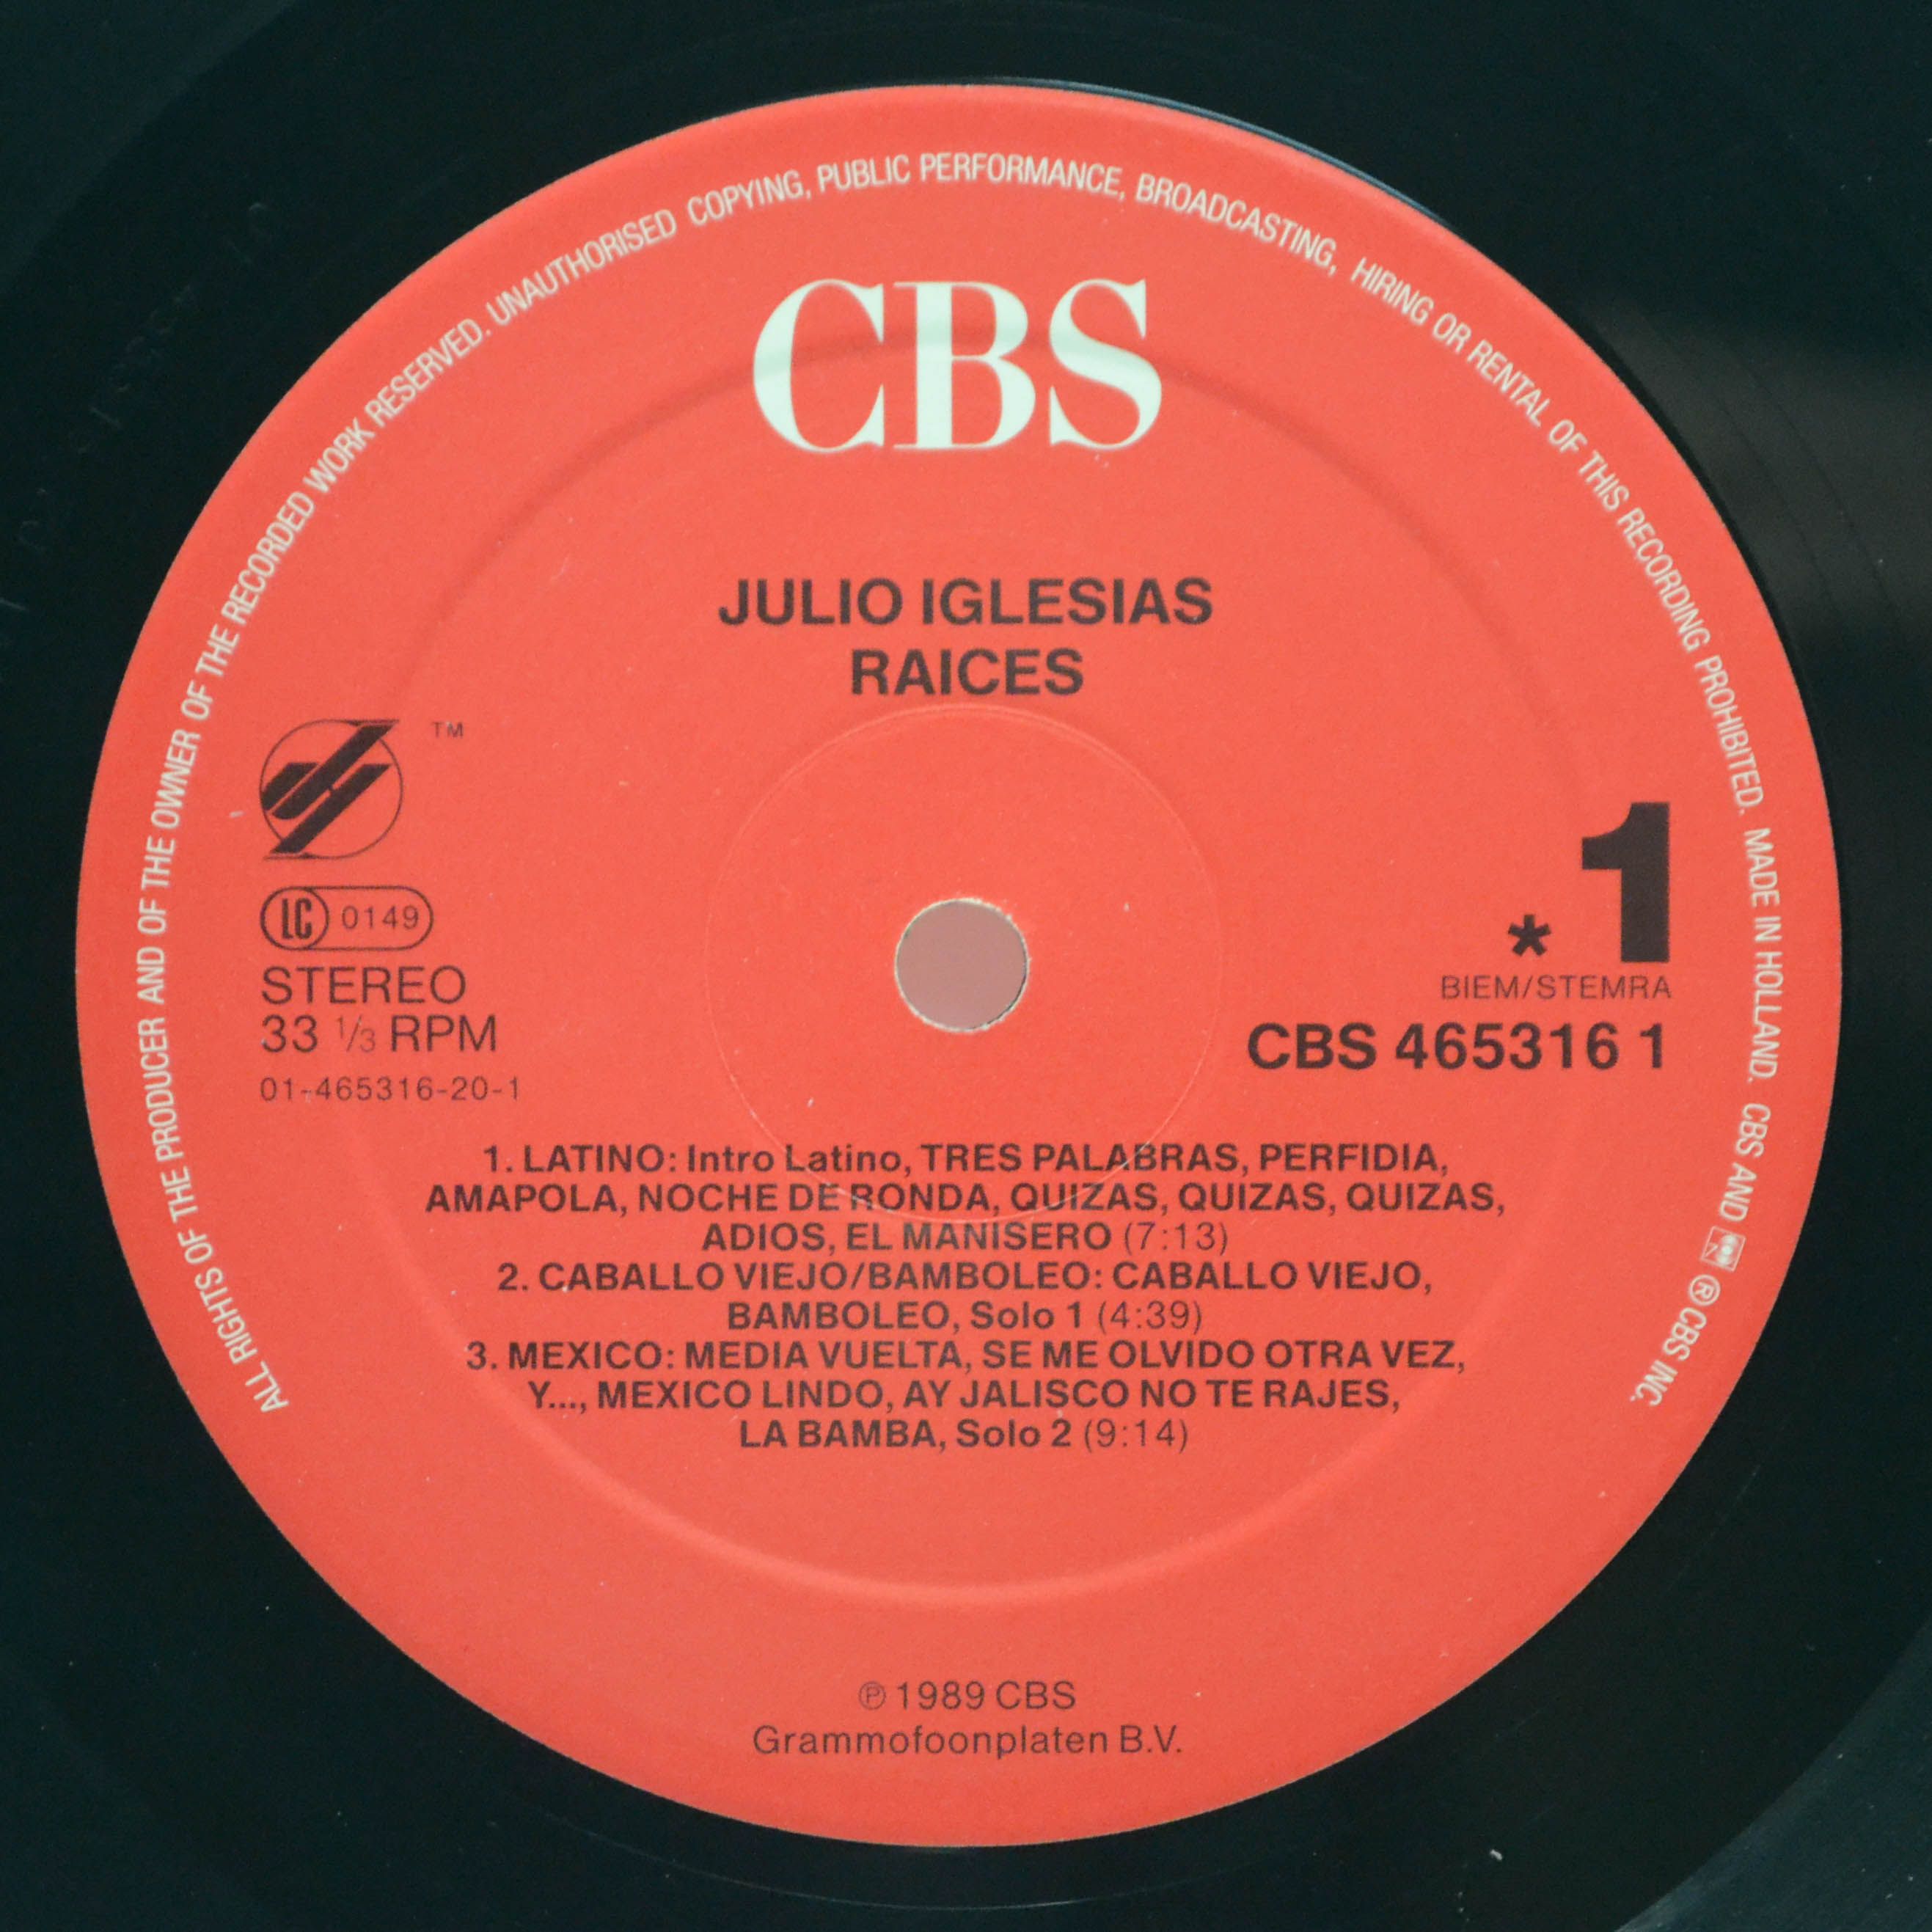 ALL RIGHTS OF THE PRODUCER AND OF THE OWNER OF THE RECORDED WORK RESERVED. UNAUTHORISED COPYING, PUBLIC PERFORMANCE, BROADCASTING, HIRING OR RENTAL OF THIS RECORDING PROHIBITED. MADE IN HOLLAND. CBS AND ® CBS INC.
CBS
JULIO IGLESIAS
RAICES
TM
LC 0149
STEREO
33 1/3 RPM
01-465316-20-1
1
*
BIEM/STEMRA
CBS 465316 1
1. LATINO: Intro Latino, TRES PALABRAS, PERFIDIA,
AMAPOLA, NOCHE DE RONDA, QUIZAS, QUIZAS, QUIZAS,
ADIOS, EL MANISERO (7:13)
2. CABALLO VIEJO/BAMBOLEO: CABALLO VIEJO,
BAMBOLEO, Solo 1 (4:39)
3. MEXICO: MEDIA VUELTA, SE ME OLVIDO OTRA VEZ,
Y..., MEXICO LINDO, AY JALISCO NO TE RAJES,
LA BAMBA, Solo 2 (9:14)
℗ 1989 CBS
Grammofoonplaten B.V.